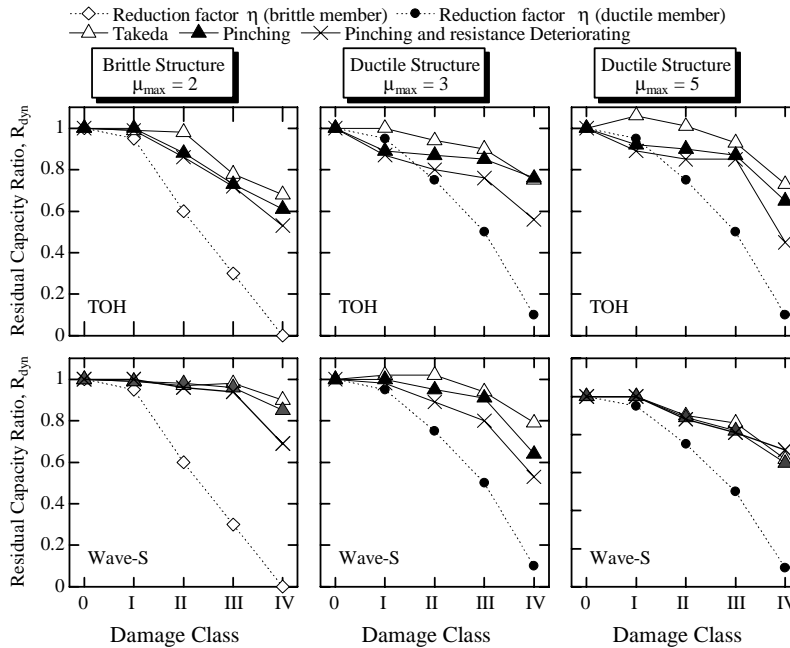 Reduction factor η (brittle member) Reduction factor η (ductile member)
Takeda Pinching Pinching and resistance Deteriorating
Brittle Structure
μmax = 2
Ductile Structure
μmax = 3
Ductile Structure
μmax = 5
Residual Capacity Ratio, Rdyn
1
0.8
0.6
0.4
0.2
0
TOH
TOH
TOH
Residual Capacity Ratio, Rdyn
1
0.8
0.6
0.4
0.2
0
Wave-S
Wave-S
Wave-S
0 I II III IV
0 I II III IV
0 I II III IV
Damage Class
Damage Class
Damage Class